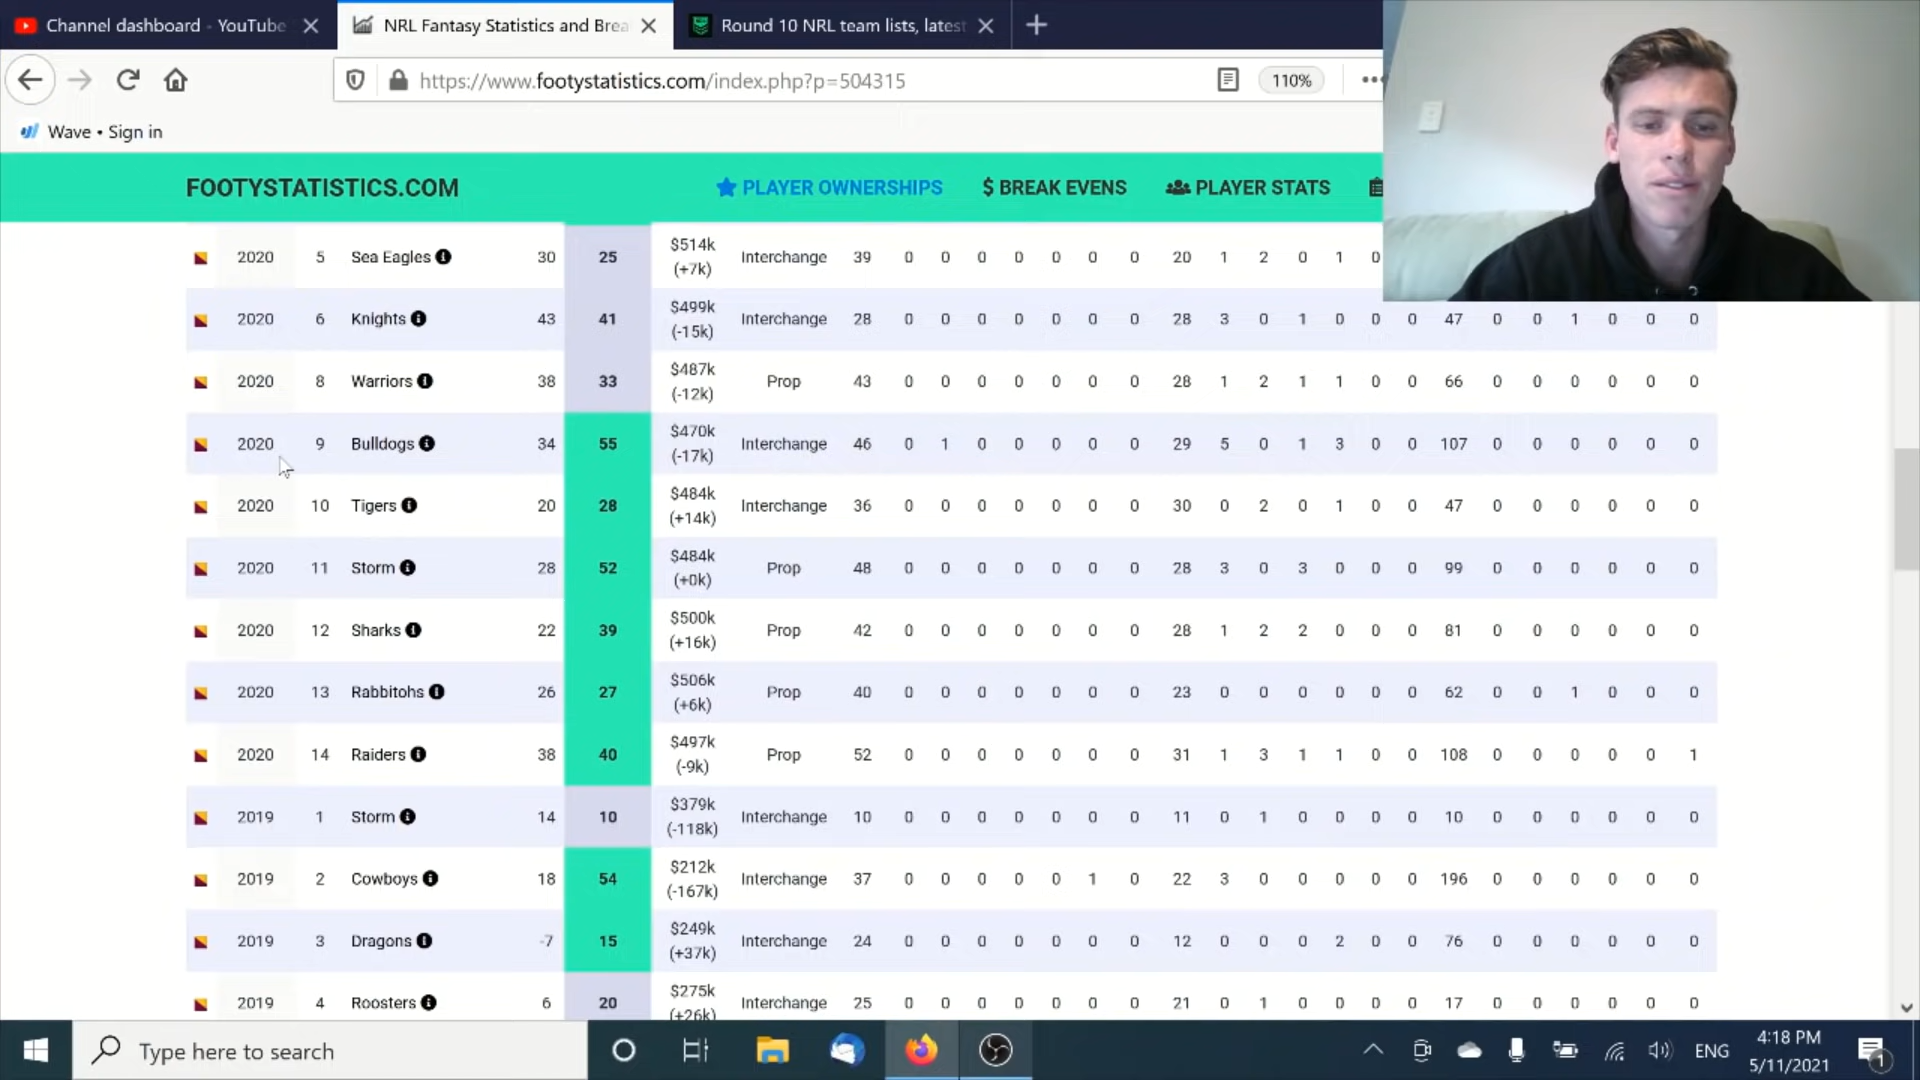 Channel dashboard - YouTube
NRL Fantasy Statistics and Brea
Round 10 NRL team lists, latest
https://www.footystatistics.com/index.php?p=504315
110%
Wave • Sign in
FOOTYSTATISTICS.COM
PLAYER OWNERSHIPS
$ BREAK EVENS
PLAYER STATS
2020 5 Sea Eagles 30 25 $514k (+7k) Interchange 39 0 0 0 0 0 0 0 20 1 2 0 1 0
2020 6 Knights 43 41 $499k (-15k) Interchange 28 0 0 0 0 0 0 0 28 3 0 1 0 0 0 47 0 0 1 0 0 0
2020 8 Warriors 38 33 $487k (-12k) Prop 43 0 0 0 0 0 0 0 28 1 2 1 1 0 0 66 0 0 0 0 0 0
2020 9 Bulldogs 34 55 $470k (-17k) Interchange 46 0 1 0 0 0 0 0 29 5 0 1 3 0 0 107 0 0 0 0 0 0
2020 10 Tigers 20 28 $484k (+14k) Interchange 36 0 0 0 0 0 0 0 30 0 2 0 1 0 0 47 0 0 0 0 0 0
2020 11 Storm 28 52 $484k (+0k) Prop 48 0 0 0 0 0 0 0 28 3 0 3 0 0 0 99 0 0 0 0 0 0
2020 12 Sharks 22 39 $500k (+16k) Prop 42 0 0 0 0 0 0 0 28 1 2 2 0 0 0 81 0 0 0 0 0 0
2020 13 Rabbitohs 26 27 $506k (+6k) Prop 40 0 0 0 0 0 0 0 23 0 0 0 0 0 0 62 0 0 1 0 0 0
2020 14 Raiders 38 40 $497k (-9k) Prop 52 0 0 0 0 0 0 0 31 1 3 1 1 0 0 108 0 0 0 0 0 1
2019 1 Storm 14 10 $379k (-118k) Interchange 10 0 0 0 0 0 0 0 11 0 1 0 0 0 0 10 0 0 0 0 0 0
2019 2 Cowboys 18 54 $212k (-167k) Interchange 37 0 0 0 0 0 1 0 22 3 0 0 0 0 0 196 0 0 0 0 0 0
2019 3 Dragons -7 15 $249k (+37k) Interchange 24 0 0 0 0 0 0 0 12 0 0 0 2 0 0 76 0 0 0 0 0 0
2019 4 Roosters 6 20 $275k (+26k) Interchange 25 0 0 0 0 0 0 0 21 0 1 0 0 0 0 17 0 0 0 0 0 0
Type here to search
ENG
4:18 PM
5/11/2021
1